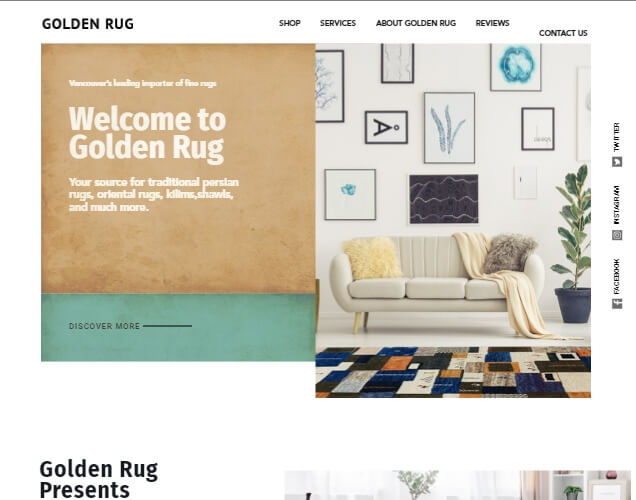 GOLDEN RUG
SHOP SERVICES ABOUT GOLDEN RUG REVIEWS
CONTACT US
Vancouver's leading importer of fine rugs
Welcome to
Golden Rug
Your source for traditional persian
rugs, oriental rugs, kilims,shawls,
and much more.
DISCOVER MORE
TWITTER
INSTAGRAM
FACEBOOK
Golden Rug
Presents